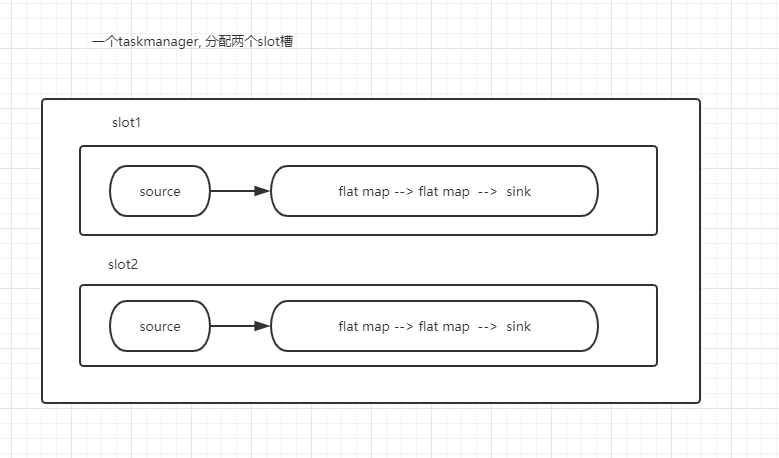 一个taskmanager, 分配两个slot槽
slot1
source
flat map --> flat map --> sink
slot2
source
flat map --> flat map --> sink